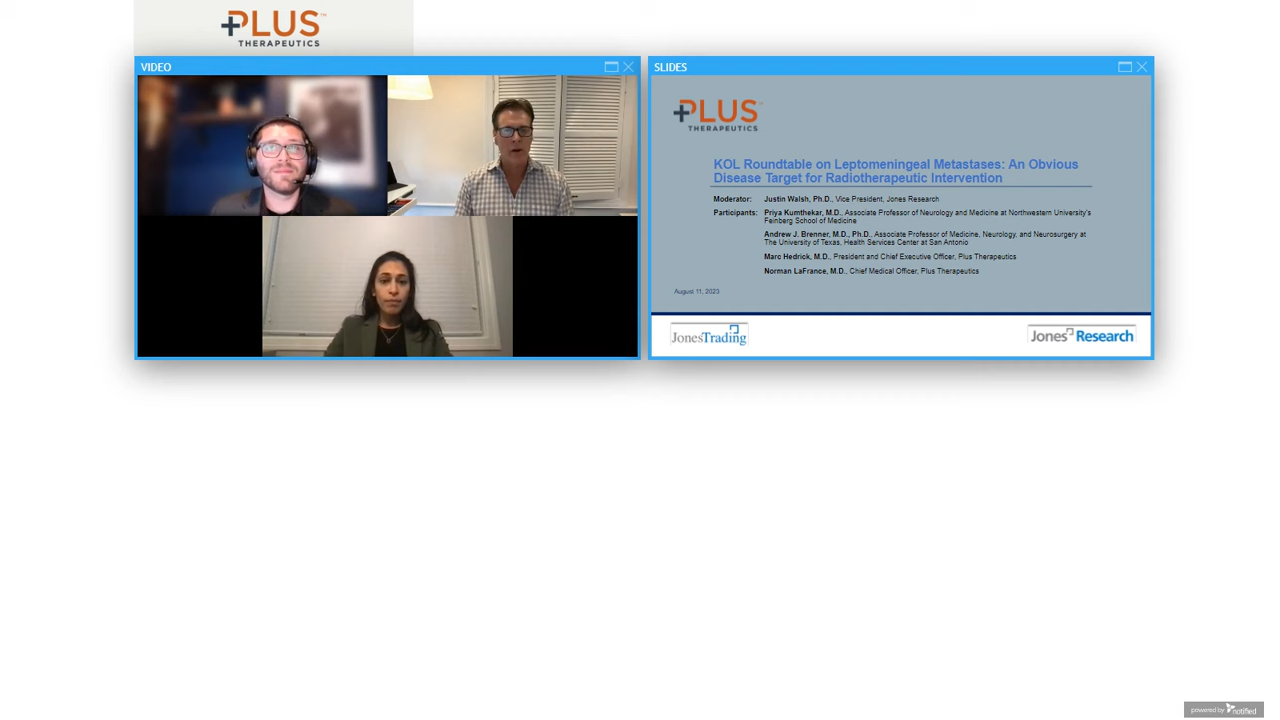 +PLUS™
THERAPEUTICS
VIDEO
SLIDES
+PLUS™
THERAPEUTICS
KOL Roundtable on Leptomeningeal Metastases: An Obvious
Disease Target for Radiotherapeutic Intervention
Moderator: Justin Walsh, Ph.D., Vice President, Jones Research
Participants: Priya Kumthekar, M.D., Associate Professor of Neurology and Medicine at Northwestern University's
Feinberg School of Medicine
Andrew J. Brenner, M.D., Ph.D., Associate Professor of Medicine, Neurology, and Neurosurgery at
The University of Texas, Health Services Center at San Antonio
Marc Hedrick, M.D., President and Chief Executive Officer, Plus Therapeutics
Norman LaFrance, M.D., Chief Medical Officer, Plus Therapeutics
August 11, 2023
JonesTrading
Jones Research
powered by notified